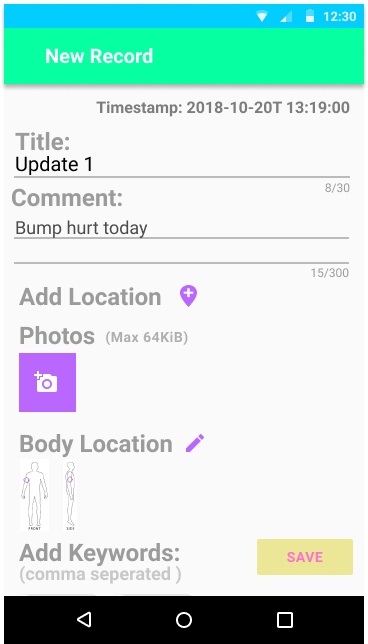 12:30
New Record
Timestamp: 2018-10-20T 13:19:00
Title:
Update 1
8/30
Comment:
Bump hurt today
15/300
Add Location
Photos (Max 64KiB)
Body Location
FRONT SIDE
Add Keywords:
(comma seperated )
SAVE